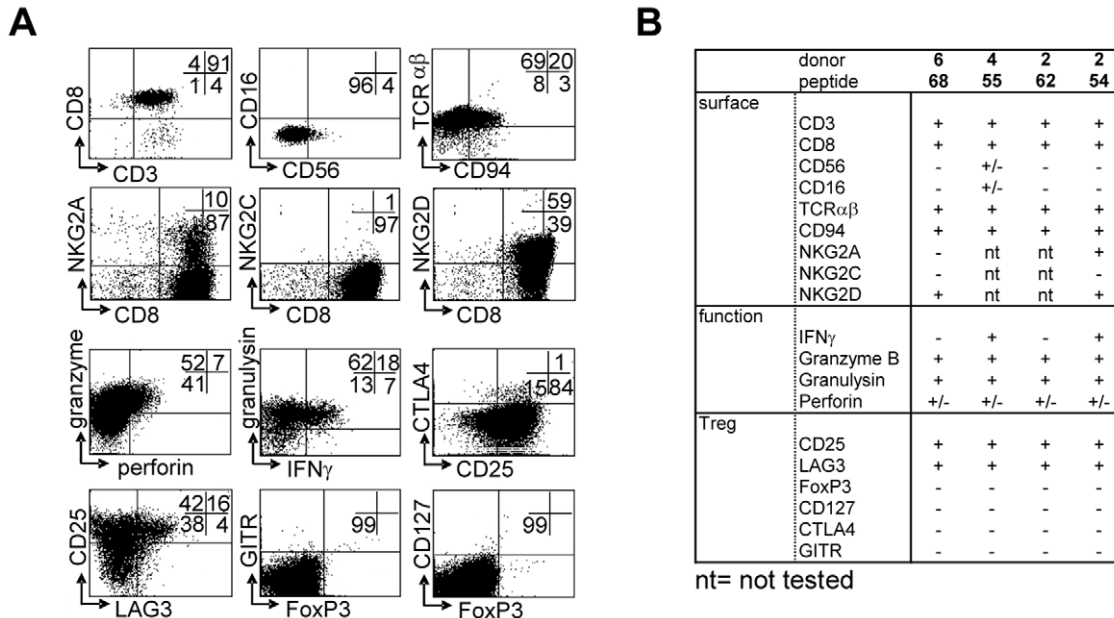 A
CD8
4 91
1 4
CD3
CD16
96 4
CD56
TCR αβ
69 20
8 3
CD94
NKG2A
10
87
CD8
NKG2C
1
97
CD8
NKG2D
59
39
CD8
granzyme
52 7
41
perforin
granulysin
62 18
13 7
IFNγ
CTLA4
1
15 84
CD25
CD25
42 16
38 4
LAG3
GITR
99
FoxP3
CD127
99
FoxP3
B
donor 6 4 2 2
peptide 68 55 62 54
surface
CD3 + + + +
CD8 + + + +
CD56 - +/- - -
CD16 - +/- - -
TCRαβ + + + +
CD94 + + + +
NKG2A - nt nt +
NKG2C - nt nt -
NKG2D + nt nt +
function
IFNγ - + - +
Granzyme B + + + +
Granulysin + + + +
Perforin +/- +/- +/- +/-
Treg
CD25 + + + +
LAG3 + + + +
FoxP3 - - - -
CD127 - - - -
CTLA4 - - - -
GITR - - - -
nt= not tested